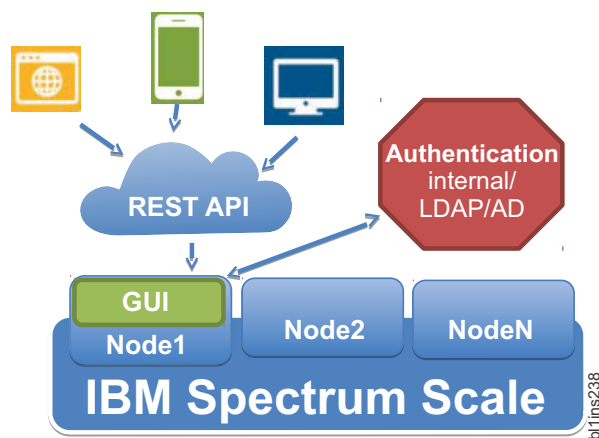 REST API
Authentication
internal/
LDAP/AD
GUI
Node1
Node2
NodeN
IBM Spectrum Scale
bl1ins238